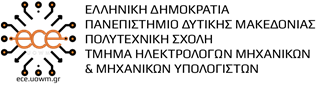 ece
ece.uowm.gr
ΕΛΛΗΝΙΚΗ ΔΗΜΟΚΡΑΤΙΑ
ΠΑΝΕΠΙΣΤΗΜΙΟ ΔΥΤΙΚΗΣ ΜΑΚΕΔΟΝΙΑΣ
ΠΟΛΥΤΕΧΝΙΚΗ ΣΧΟΛΗ
ΤΜΗΜΑ ΗΛΕΚΤΡΟΛΟΓΩΝ ΜΗΧΑΝΙΚΩΝ
& ΜΗΧΑΝΙΚΩΝ ΥΠΟΛΟΓΙΣΤΩΝ